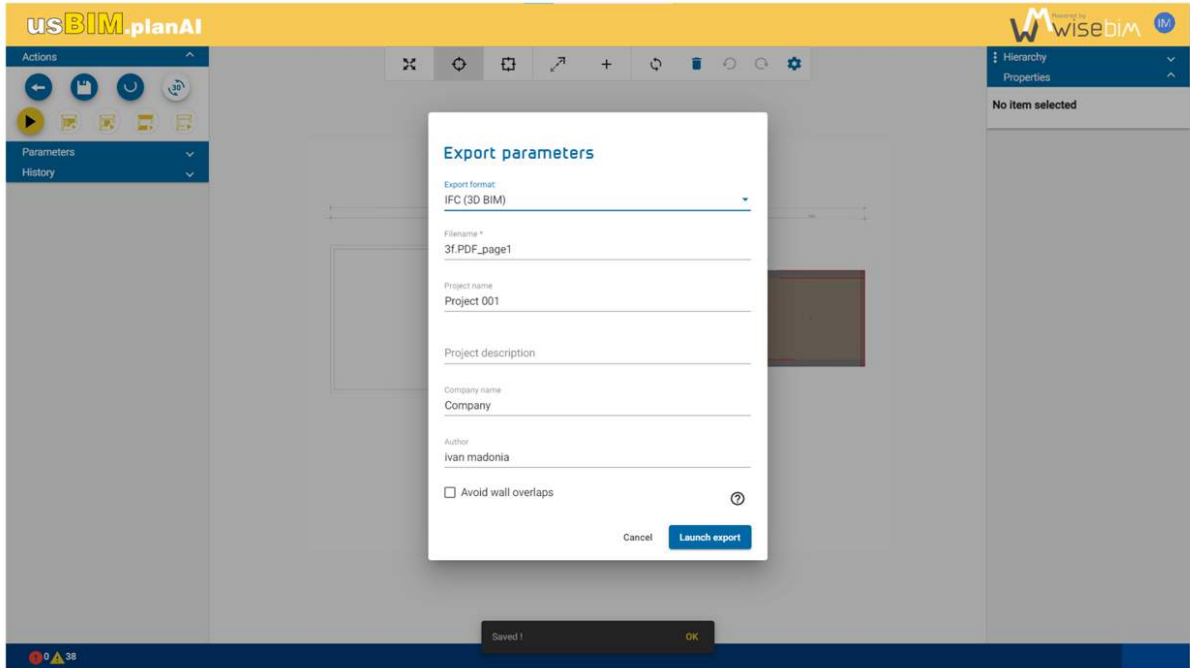 usBIM.planAI
Powered by
wisebim
IM
Actions
30°
Parameters
History
Hierarchy
Properties
No item selected
Export parameters
Export format:
IFC (3D BIM)
Filename *
3f.PDF_page1
Project name
Project 001
Project description
Company name
Company
Author
ivan madonia
Avoid wall overlaps
Cancel
Launch export
Saved !
OK
0
38